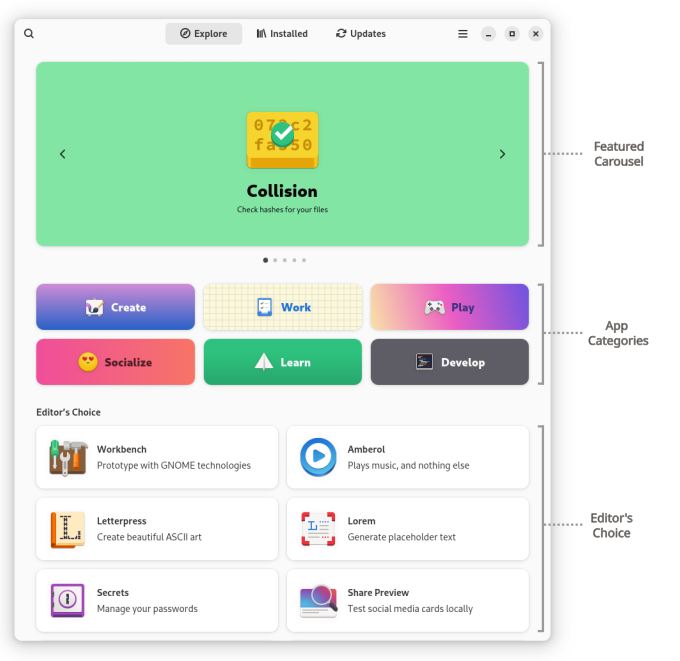 Explore
Installed
Updates
Featured
Carousel
Collision
Check hashes for your files
Create
Work
Play
App
Categories
Socialize
Learn
Develop
Editor's Choice
Workbench
Prototype with GNOME technologies
Amberol
Plays music, and nothing else
Letterpress
Create beautiful ASCII art
Lorem
Generate placeholder text
Editor's
Choice
Secrets
Manage your passwords
Share Preview
Test social media cards locally